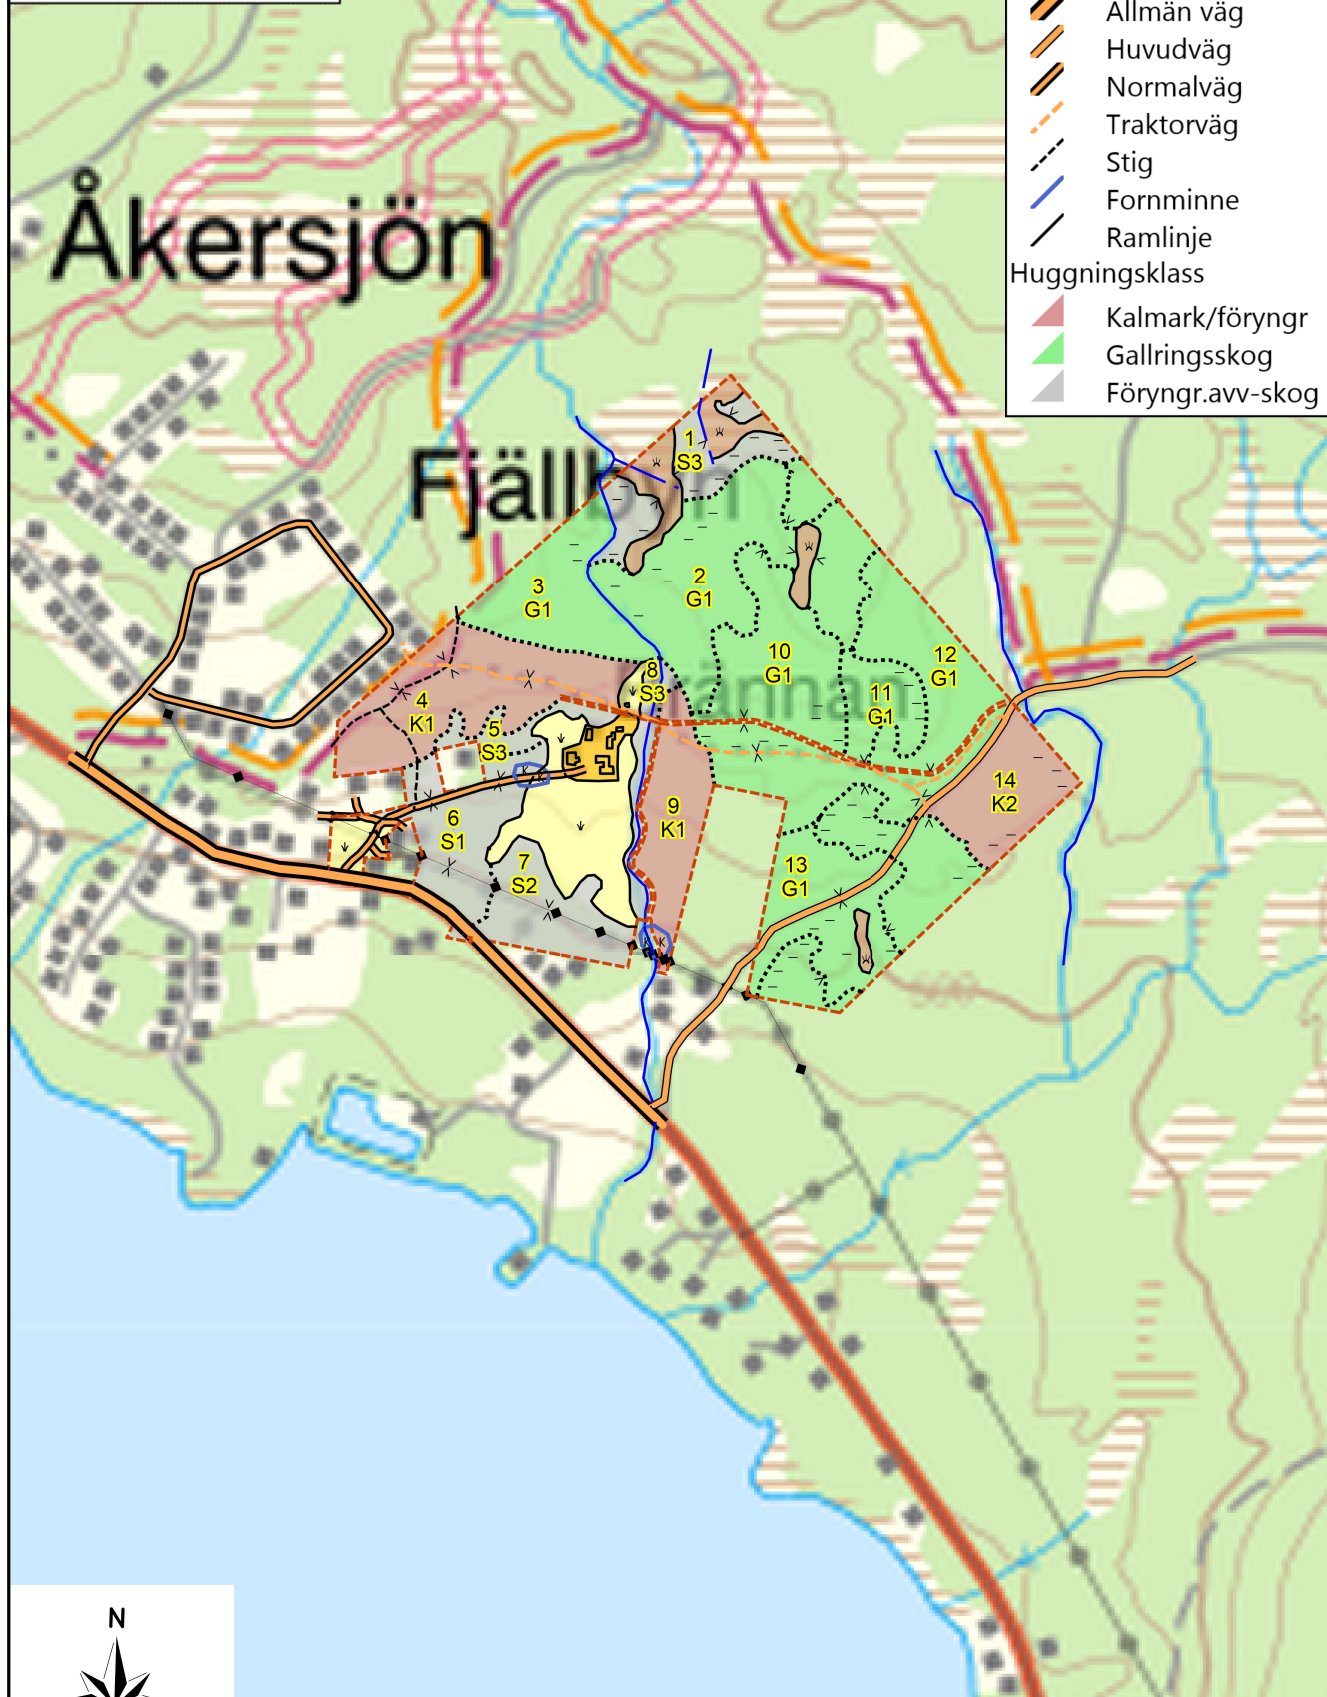 Allmän väg
Huvudväg
Normalväg
Traktorväg
Stig
Fornminne
Ramlinje
Huggningsklass
Kalmark/föryngr
Gallringsskog
Föryngr.avv-skog
Åkersjön
1
S3
2
G1
3
G1
8
S3
10
G1
12
G1
11
G1
4
K1
5
S3
14
K2
9
K1
6
S1
7
S2
13
G1
K
K
K
K
N